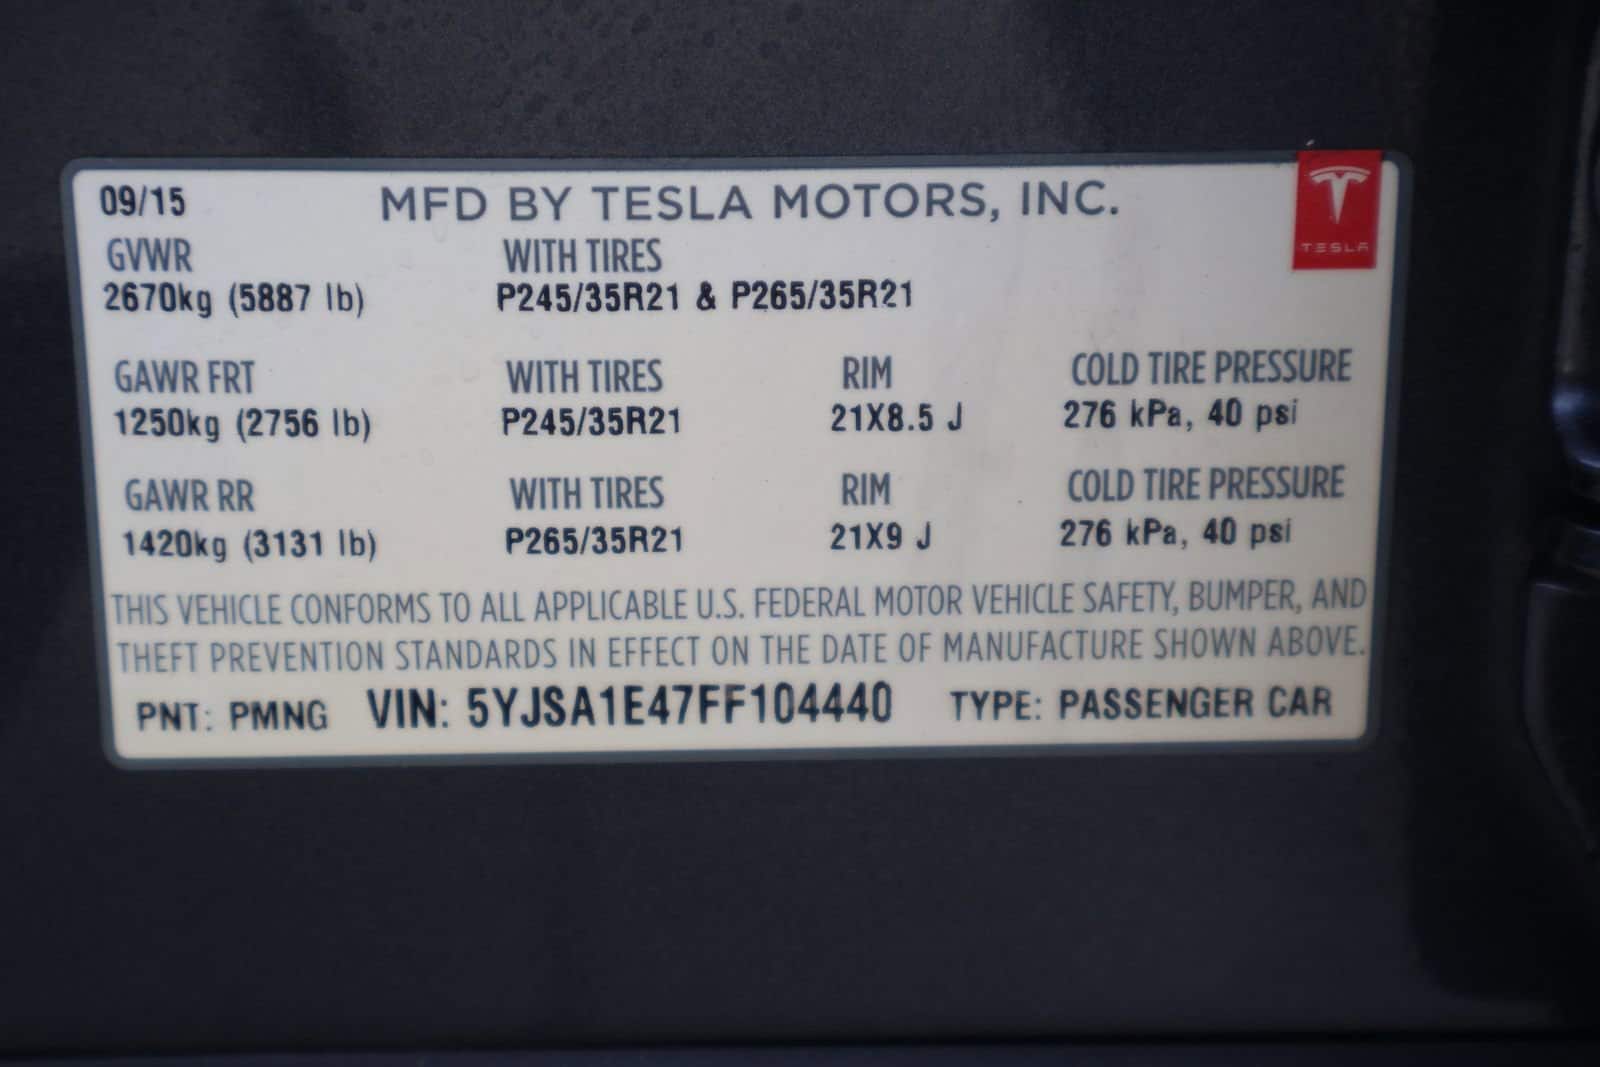 09/15 MFD BY TESLA MOTORS, INC.
TESLA
GVWR WITH TIRES
2670kg (5887 lb) P245/35R21 & P265/35R21
GAWR FRT WITH TIRES RIM COLD TIRE PRESSURE
1250kg (2756 lb) P245/35R21 21X8.5 J 276 kPa, 40 psi
GAWR RR WITH TIRES RIM COLD TIRE PRESSURE
1420kg (3131 lb) P265/35R21 21X9 J 276 kPa, 40 psi
THIS VEHICLE CONFORMS TO ALL APPLICABLE U.S. FEDERAL MOTOR VEHICLE SAFETY, BUMPER, AND
THEFT PREVENTION STANDARDS IN EFFECT ON THE DATE OF MANUFACTURE SHOWN ABOVE.
PNT: PMNG VIN: 5YJSA1E47FF104440 TYPE: PASSENGER CAR